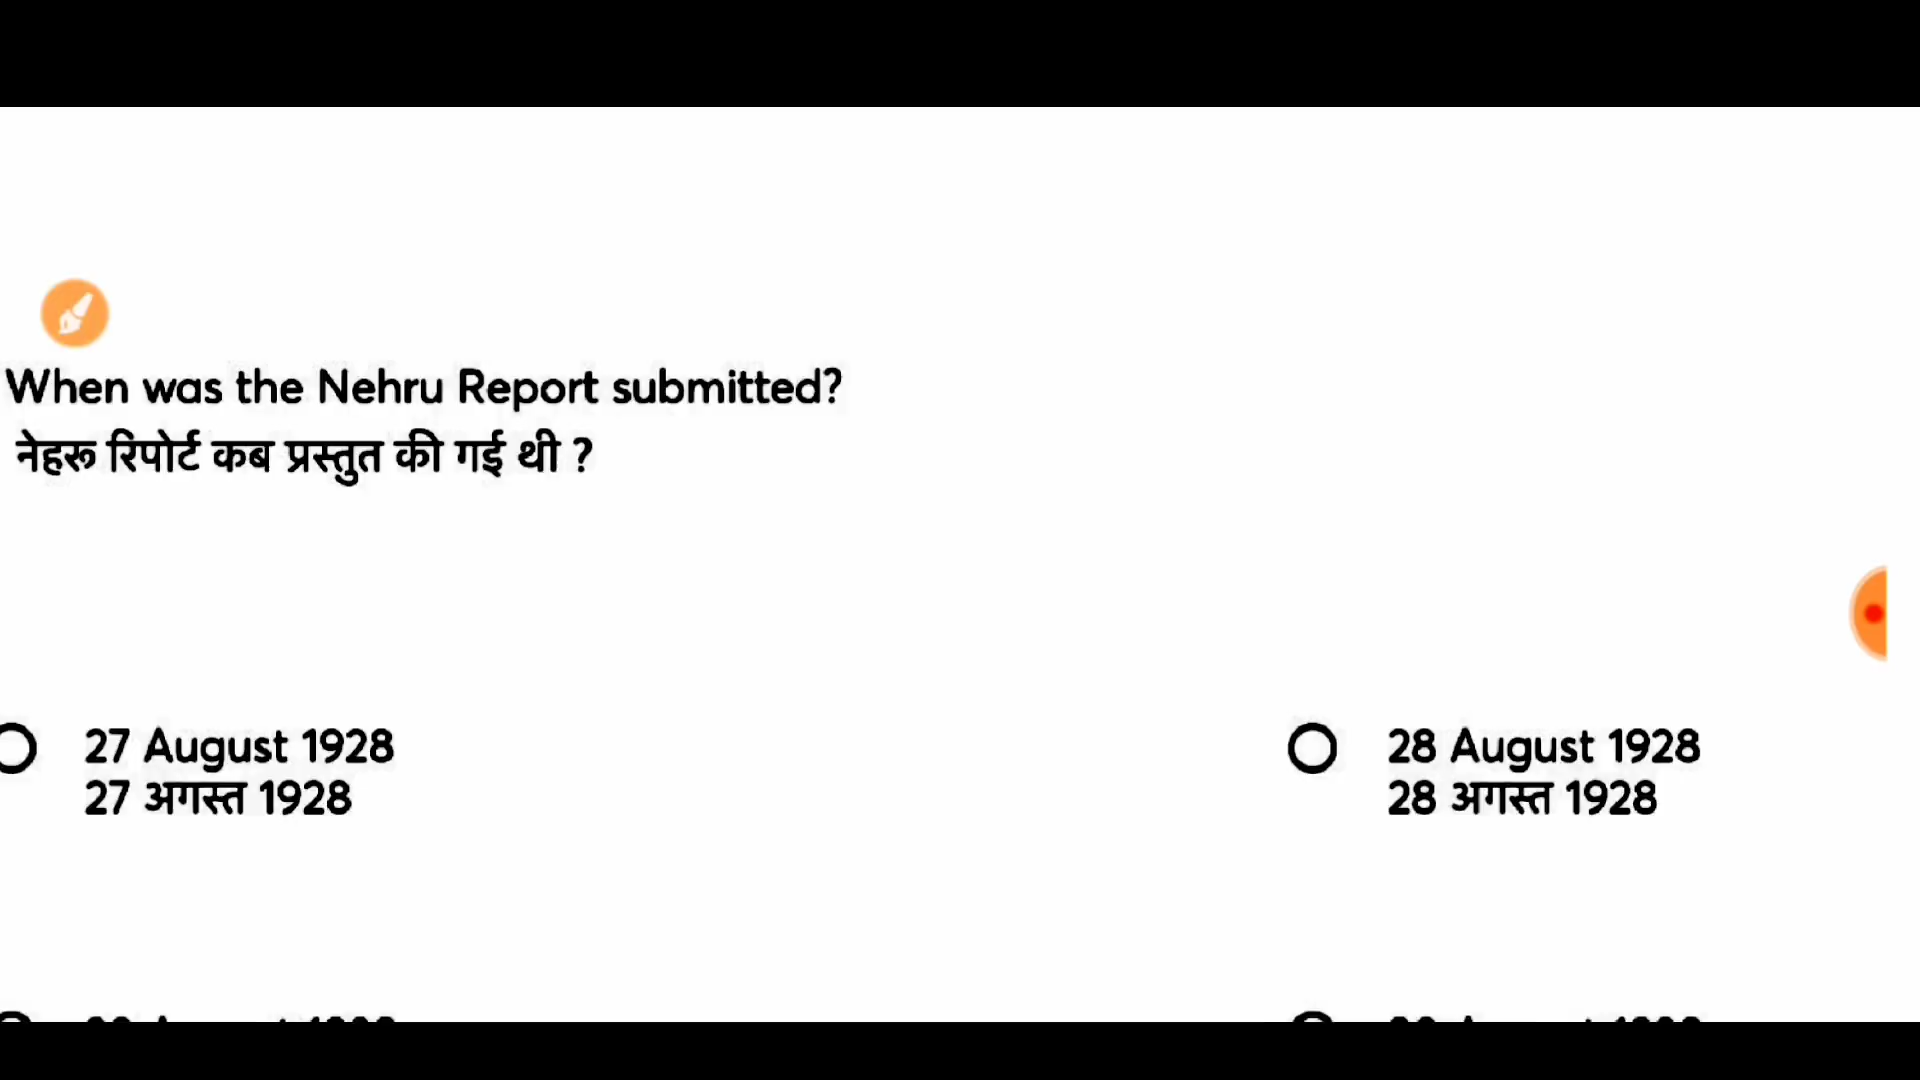 When was the Nehru Report submitted?
नेहरू रिपोर्ट कब प्रस्तुत की गई थी ?
27 August 1928
27 अगस्त 1928
28 August 1928
28 अगस्त 1928